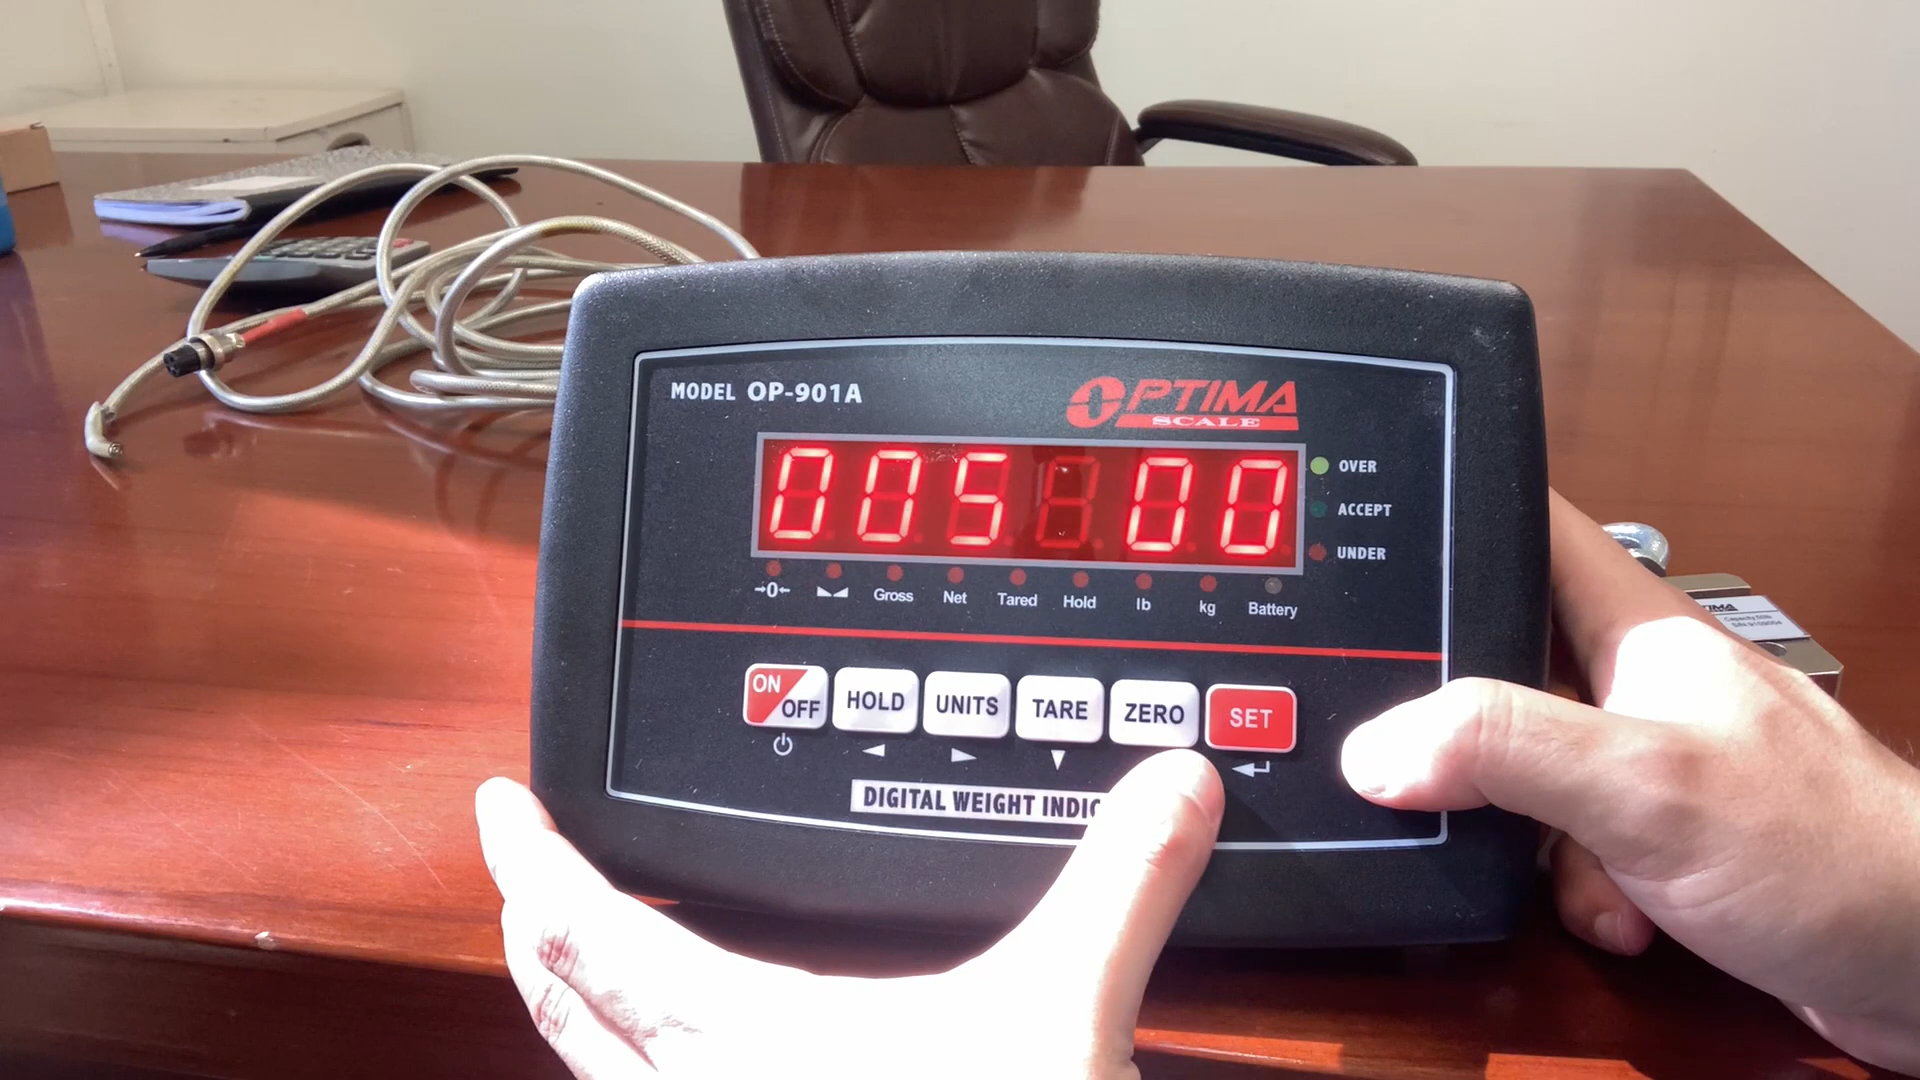 MODEL OP-901A
OPTIMA
SCALE
005 00
OVER
ACCEPT
UNDER
→0← Gross Net Tared Hold lb kg Battery
ON
OFF
HOLD
UNITS
TARE
ZERO
SET
DIGITAL WEIGHT INDIC